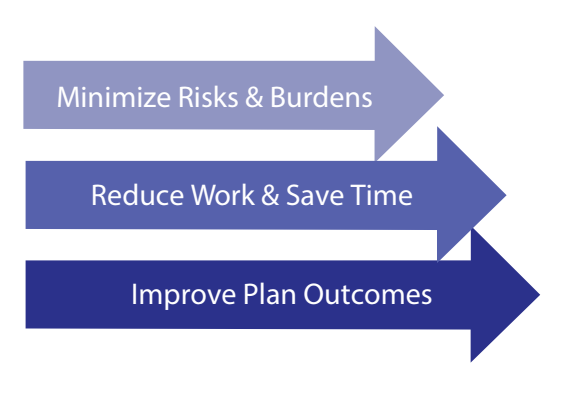 Minimize Risks & Burdens
Reduce Work & Save Time
Improve Plan Outcomes